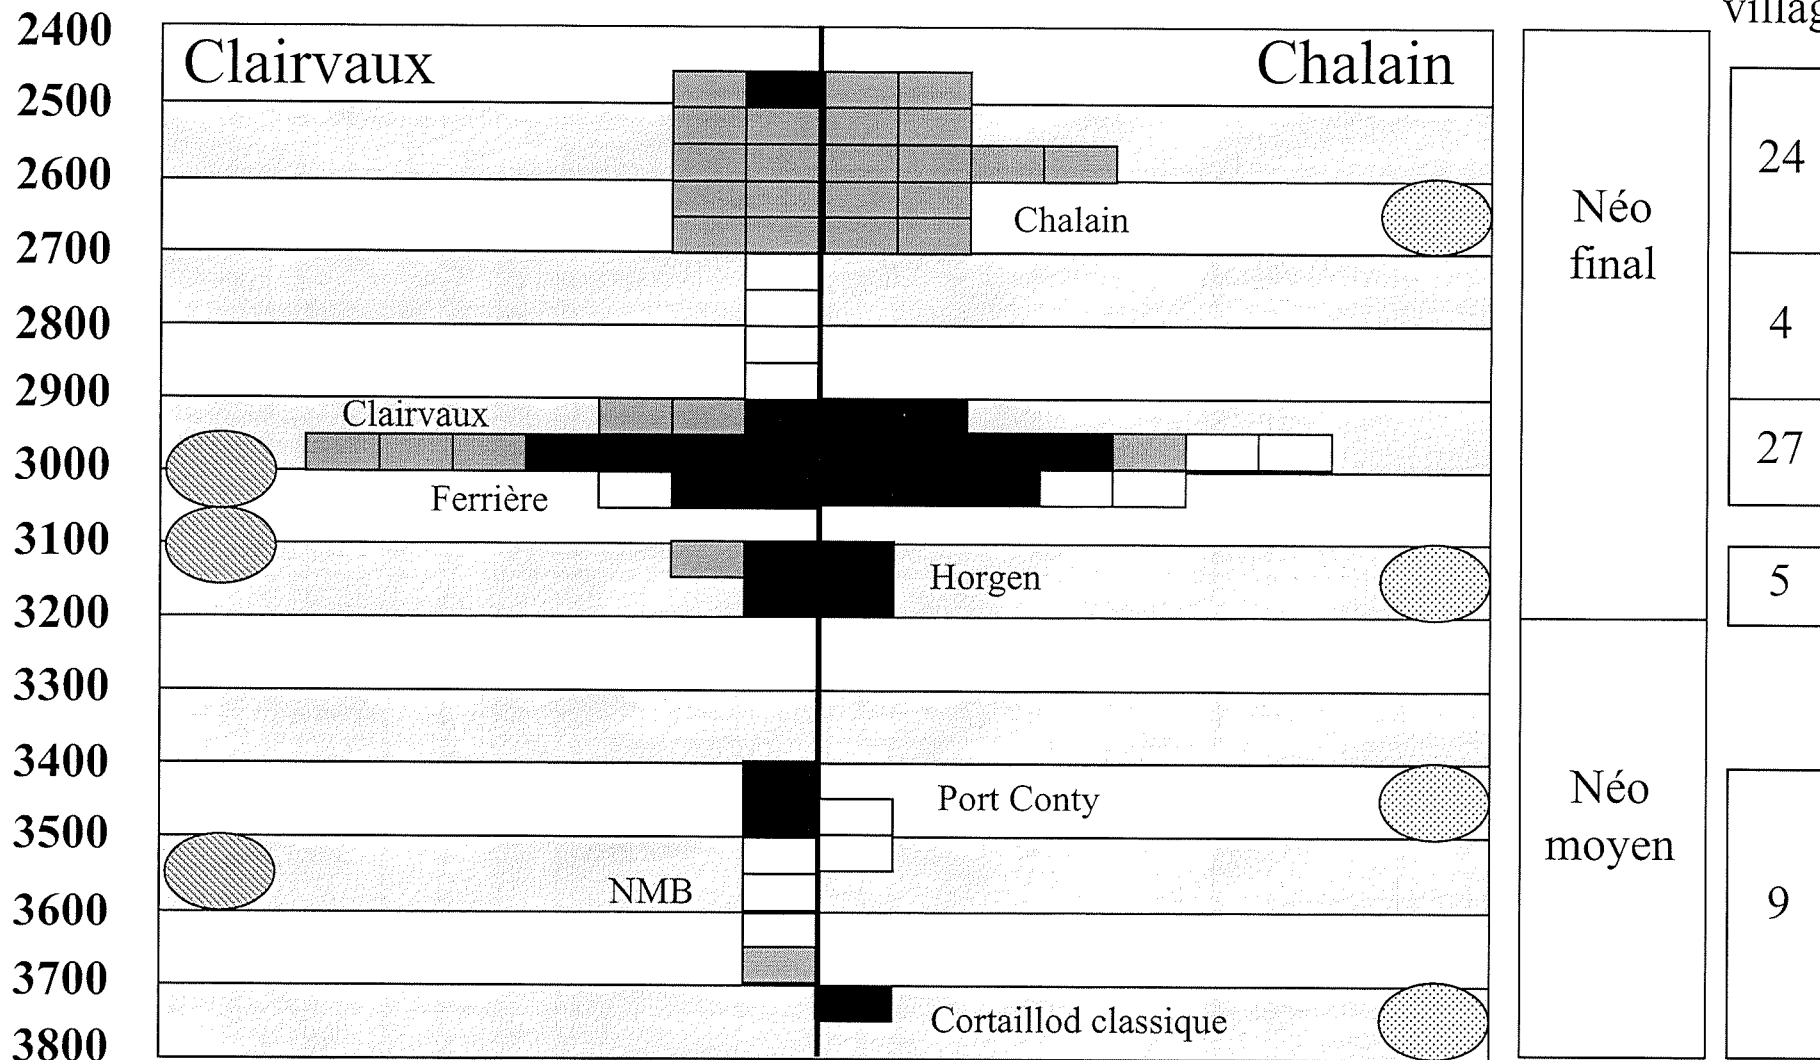 villag
2400
Clairvaux
Chalain
2500
24
2600
Néo
final
Chalain
2700
4
2800
2900
Clairvaux
27
3000
Ferrière
3100
Horgen
5
3200
3300
3400
Néo
moyen
Port Conty
3500
NMB
9
3600
3700
Cortaillod classique
3800